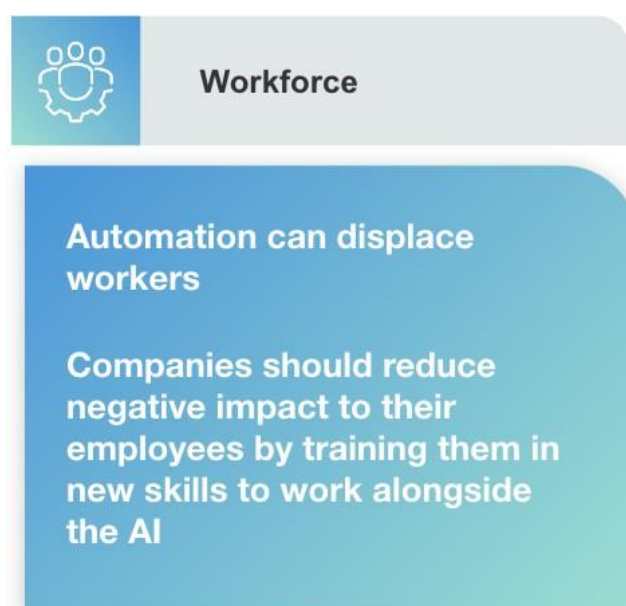 Workforce
Automation can displace
workers
Companies should reduce
negative impact to their
employees by training them in
new skills to work alongside
the AI